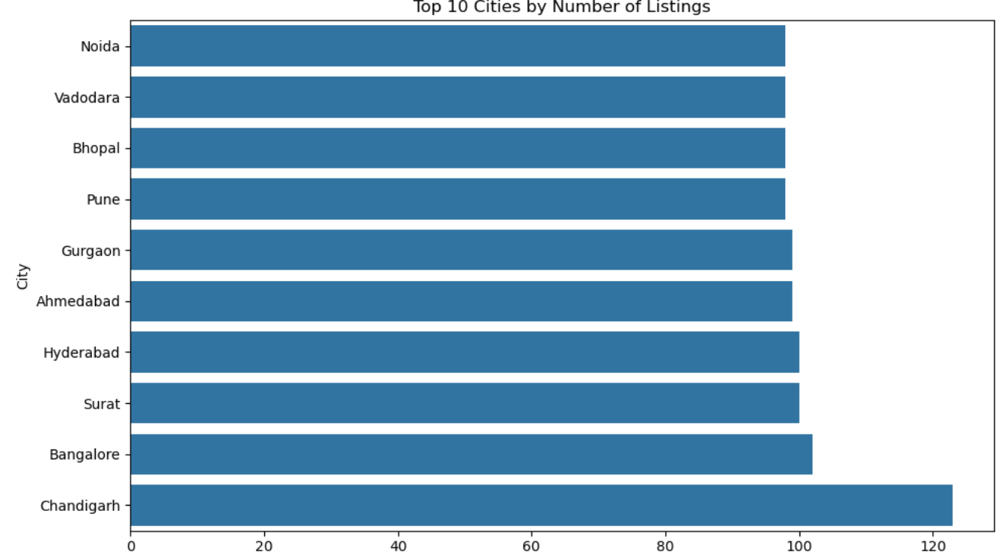 Top 10 Cities by Number of Listings
Noida
Vadodara
Bhopal
Pune
Gurgaon
City
Ahmedabad
Hyderabad
Surat
Bangalore
Chandigarh
0 20 40 60 80 100 120